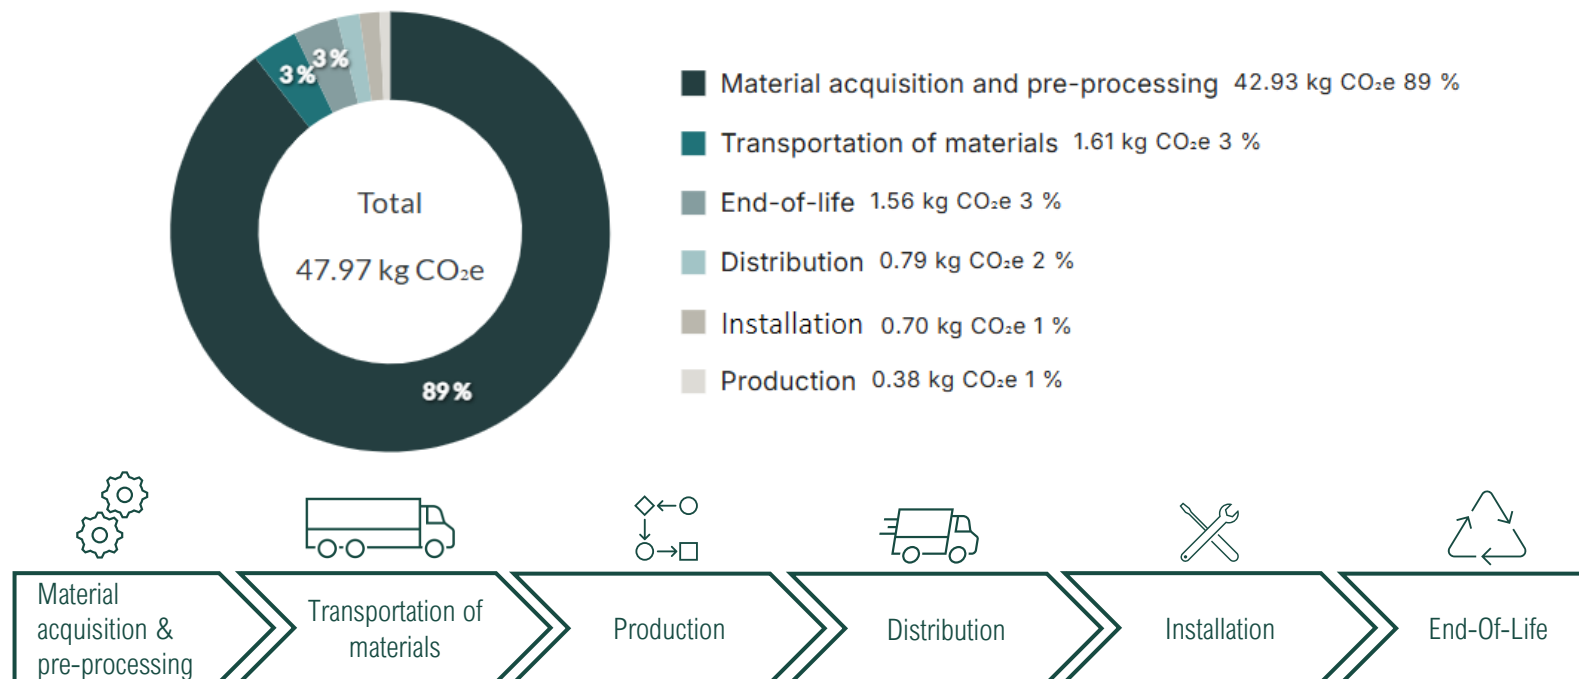 3%
3%
Total
47.97 kg CO₂e
89%
Material acquisition and pre-processing 42.93 kg CO₂e 89 %
Transportation of materials 1.61 kg CO₂e 3 %
End-of-life 1.56 kg CO₂e 3 %
Distribution 0.79 kg CO₂e 2 %
Installation 0.70 kg CO₂e 1 %
Production 0.38 kg CO₂e 1 %
Material
acquisition &
pre-processing
Transportation of
materials
Production
Distribution
Installation
End-Of-Life